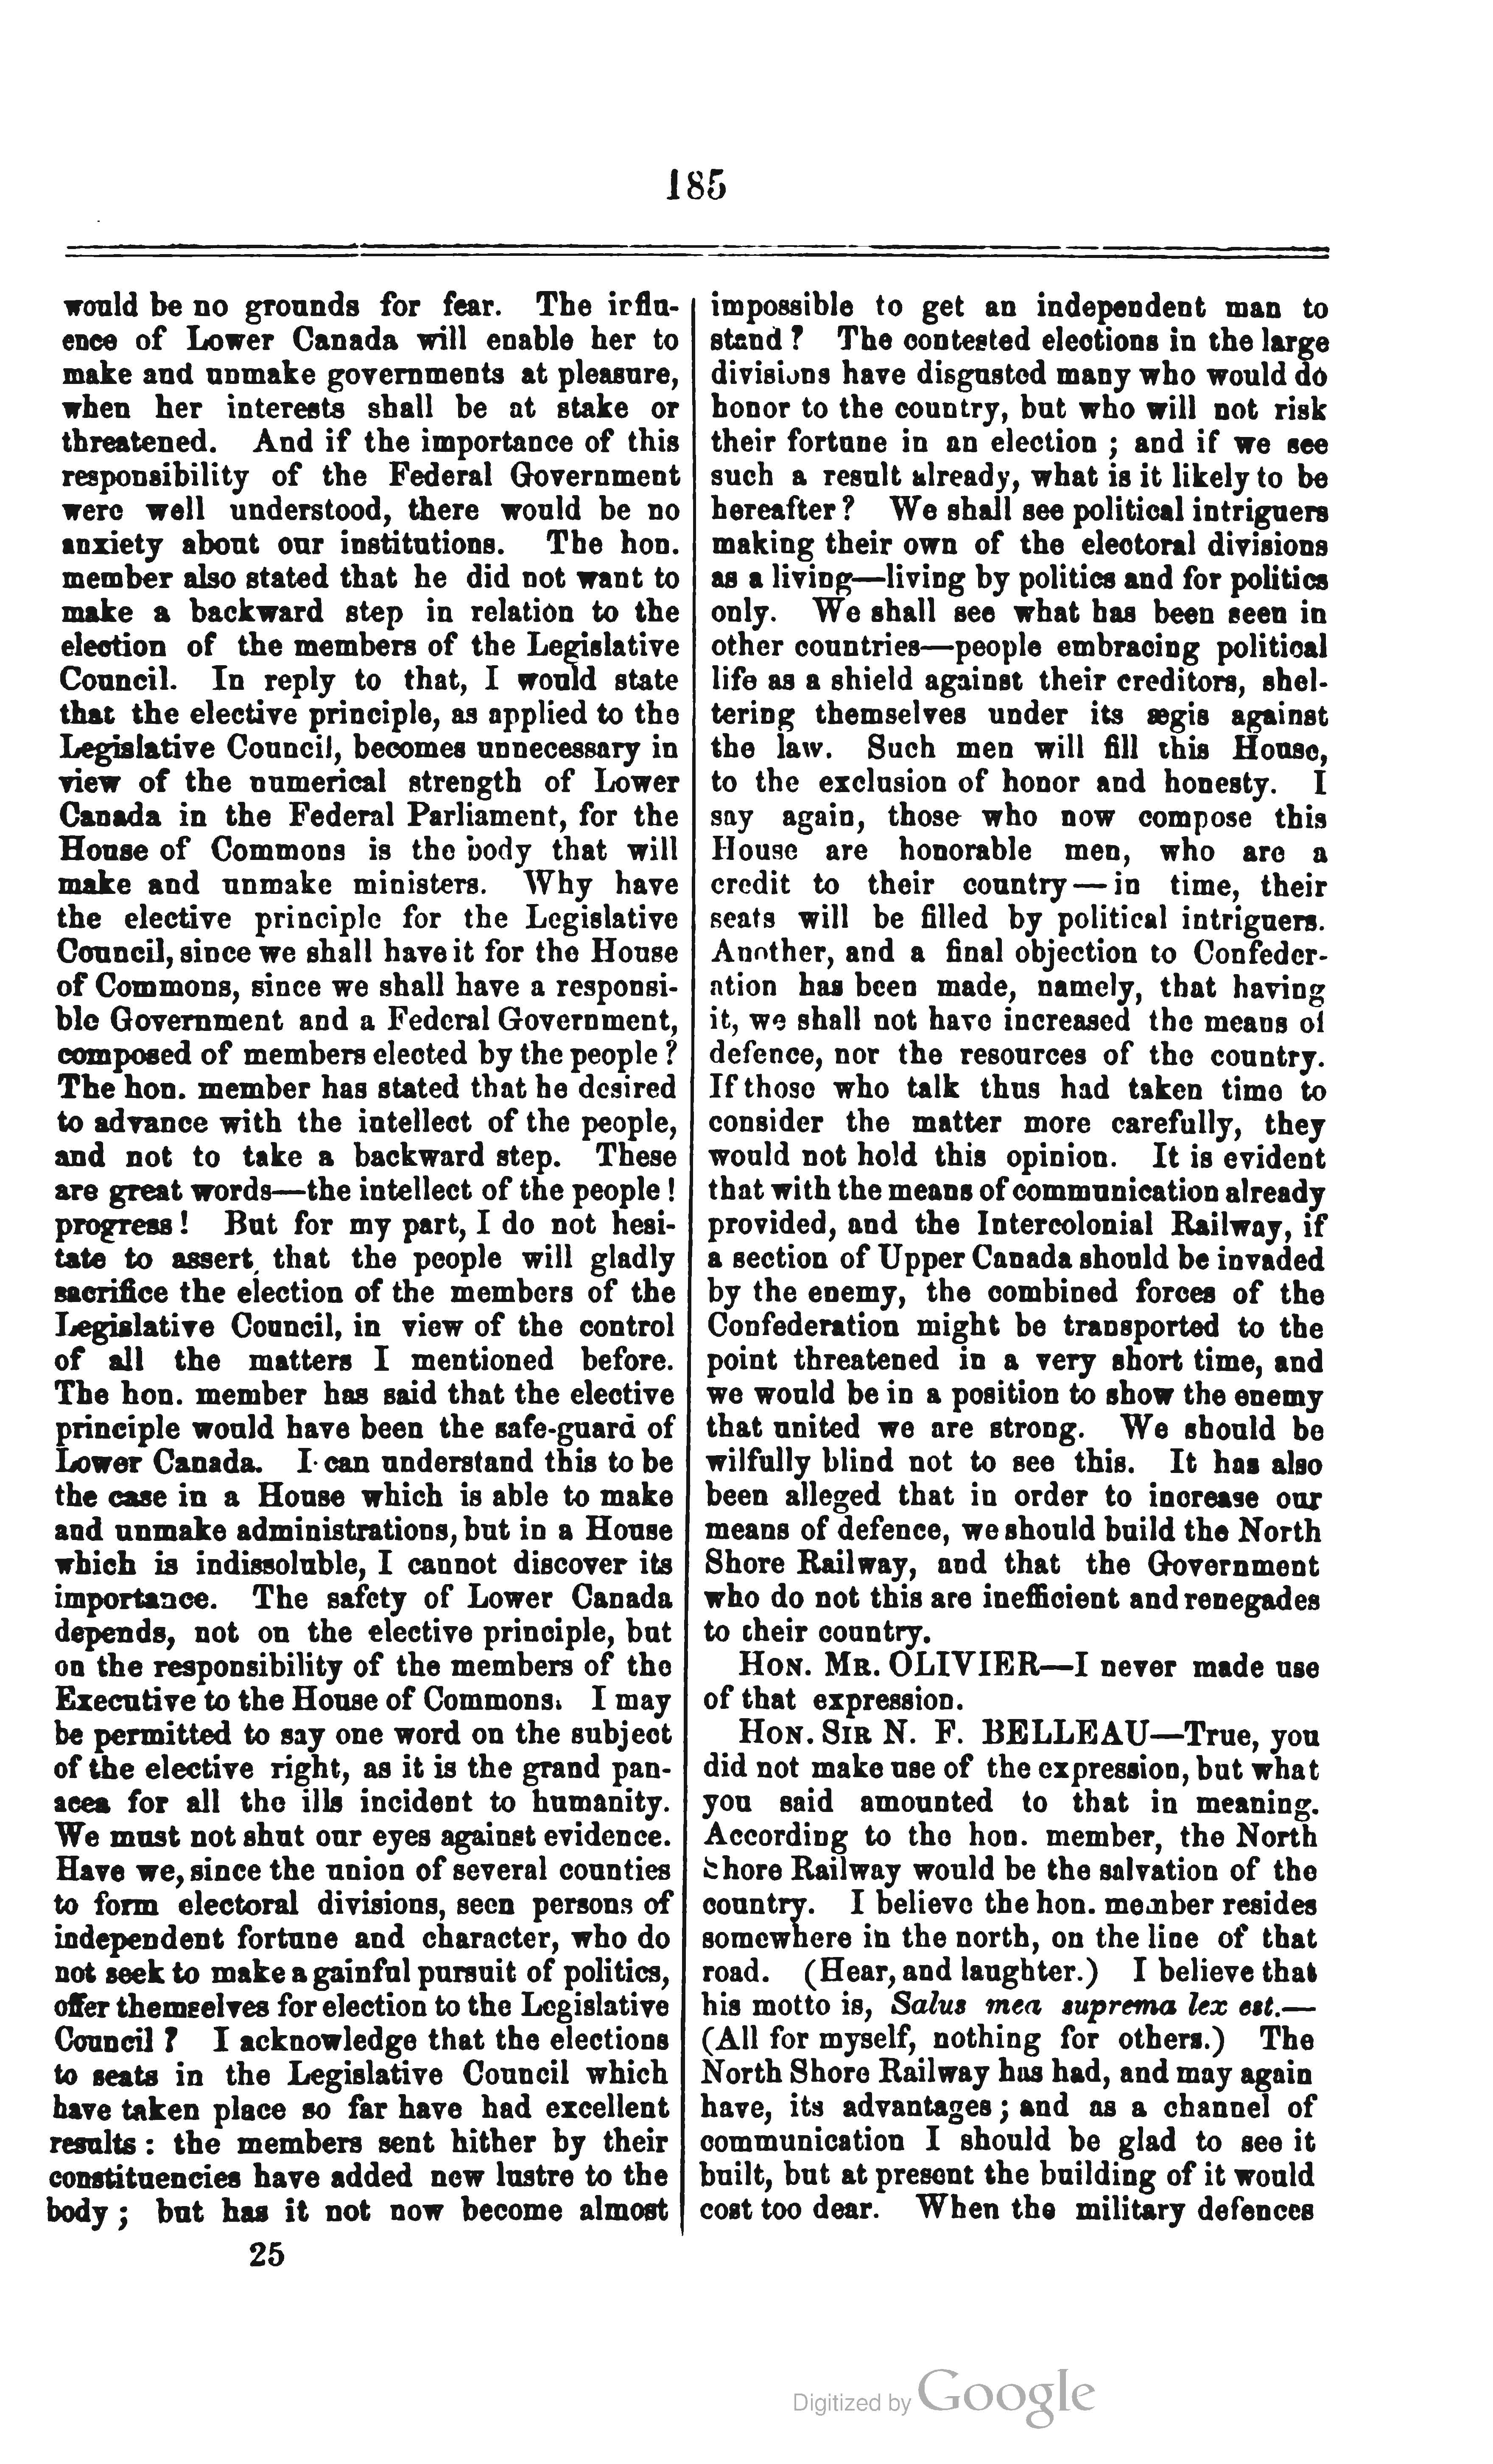 185
would be no grounds for fear. The irflu-
ence of Lower Canada will enable her to
make and unmake governments at pleasure,
when her interests shall be at stake or
threatened. And if the importance of this
responsibility of the Federal Government
were well understood, there would be no
anxiety about our institutions. The hon.
member also stated that he did not want to
make a backward step in relation to the
election of the members of the Legislative
Council. In reply to that, I would state
that the elective principle, as applied to the
Legislative Council, becomes unnecessary in
view of the numerical strength of Lower
Canada in the Federal Parliament, for the
House of Commons is the body that will
make and unmake ministers. Why have
the elective principle for the Legislative
Council, since we shall have it for the House
of Commons, since we shall have a responsi-
ble Government and a Federal Government,
composed of members elected by the people?
The hon. member has stated that he desired
to advance with the intellect of the people,
and not to take a backward step. These
are great words—the intellect of the people!
progress! But for my part, I do not hesi-
tate to assert that the people will gladly
sacrifice the election of the members of the
Legislative Council, in view of the control
of all the matters I mentioned before.
The hon. member has said that the elective
principle would have been the safe-guard of
Lower Canada. I can understand this to be
the case in a House which is able to make
and unmake administrations, but in a House
which is indissoluble, I cannot discover its
importance. The safety of Lower Canada
depends, not on the elective principle, but
on the responsibility of the members of the
Executive to the House of Commons. I may
be permitted to say one word on the subject
of the elective right, as it is the grand pan-
acea for all the ills incident to humanity.
We must not shut our eyes against evidence.
Have we, since the union of several counties
to form electoral divisions, seen persons of
independent fortune and character, who do
not seek to make a gainful pursuit of politics,
offer themselves for election to the Legislative
Council? I acknowledge that the elections
to seats in the Legislative Council which
have taken place so far have had excellent
results: the members sent hither by their
constituencies have added new lustre to the
body; but has it not now become almost
25
impossible to get an independent man to
stand? The contested elections in the large
divisions have disgusted many who would do
honor to the country, but who will not risk
their fortune in an election; and if we see
such a result already, what is it likely to be
hereafter? We shall see political intriguers
making their own of the electoral divisions
as a living—living by politics and for politics
only. We shall see what has been seen in
other countries—people embracing political
life as a shield against their creditors, shel-
tering themselves under its ægis against
the law. Such men will fill this House,
to the exclusion of honor and honesty. I
say again, those who now compose this
House are honorable men, who are a
credit to their country—in time, their
seats will be filled by political intriguers.
Another, and a final objection to Confeder-
ation has been made, namely, that having
it, we shall not have increased the means of
defence, nor the resources of the country.
If those who talk thus had taken time to
consider the matter more carefully, they
would not hold this opinion. It is evident
that with the means of communication already
provided, and the Intercolonial Railway, if
a section of Upper Canada should be invaded
by the enemy, the combined forces of the
Confederation might be transported to the
point threatened in a very short time, and
we would be in a position to show the enemy
that united we are strong. We should be
wilfully blind not to see this. It has also
been alleged that in order to increase our
means of defence, we should build the North
Shore Railway, and that the Government
who do not this are inefficient and renegades
to their country.
HON. MR. OLIVIER—I never made use
of that expression.
HON. SIR N. F. BELLEAU—True, you
did not make use of the expression, but what
you said amounted to that in meaning.
According to the hon. member, the North
Shore Railway would be the salvation of the
country. I believe the hon. member resides
somewhere in the north, on the line of that
road. (Hear, and laughter.) I believe that
his motto is, Salus mea suprema lex est.—
(All for myself, nothing for others.) The
North Shore Railway has had, and may again
have, its advantages; and as a channel of
communication I should be glad to see it
built, but at present the building of it would
cost too dear. When the military defences
Digitized by Google